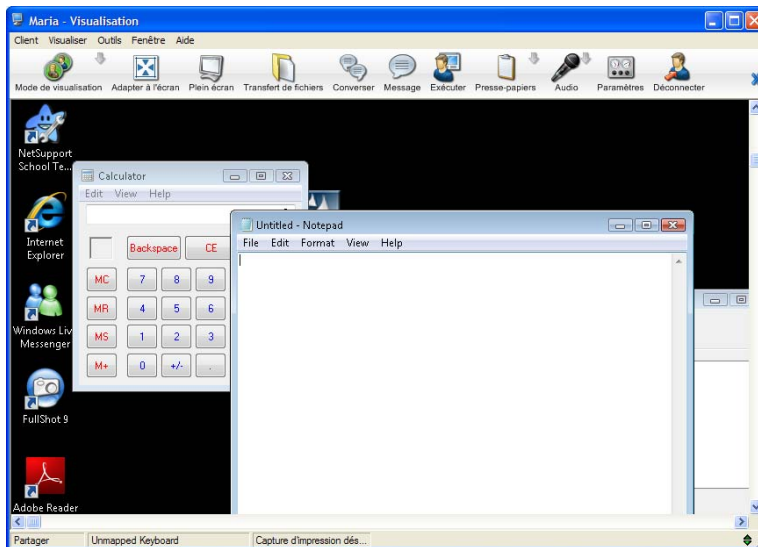 Maria - Visualisation
Client Visualiser Outils Fenêtre Aide
Mode de visualisation Adapter à l'écran Plein écran Transfert de fichiers Converser Message Exécuter Presse-papiers Audio Paramètres Déconnecter
NetSupport
School Te...
Calculator
Edit View Help
Backspace CE
MC 7 8 9
MR 4 5 6
MS 1 2 3
M+ 0 +/- .
Untitled - Notepad
File Edit Format View Help
Internet
Explorer
Windows Liv
Messenger
FullShot 9
Adobe Reader
Partager Unmapped Keyboard Capture d'impression dés...